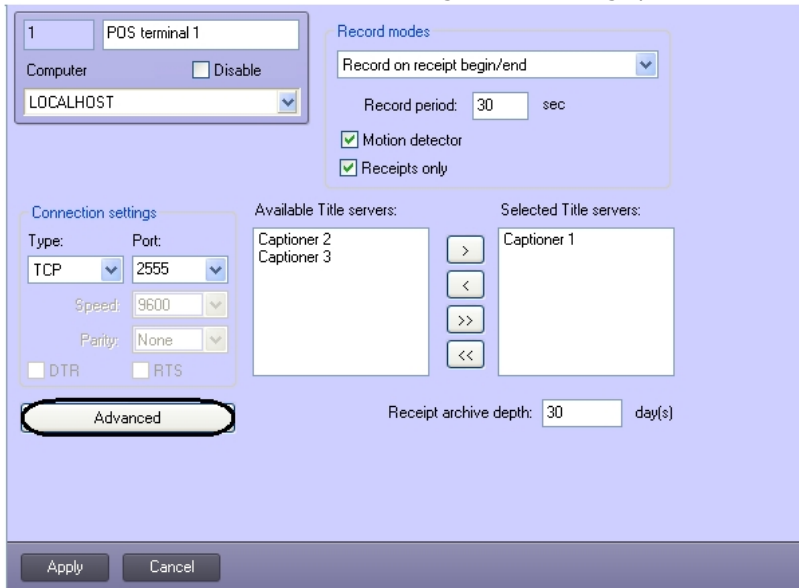 1 POS terminal 1
Computer Disable
LOCALHOST
Record modes
Record on receipt begin/end
Record period: 30 sec
Motion detector
Receipts only
Connection settings
Type: Port:
TCP 2555
Speed: 9600
Parity: None
DTR RTS
Advanced
Available Title servers:
Captioner 2
Captioner 3
>
<
>>
<<
Selected Title servers:
Captioner 1
Receipt archive depth: 30 day(s)
Apply Cancel